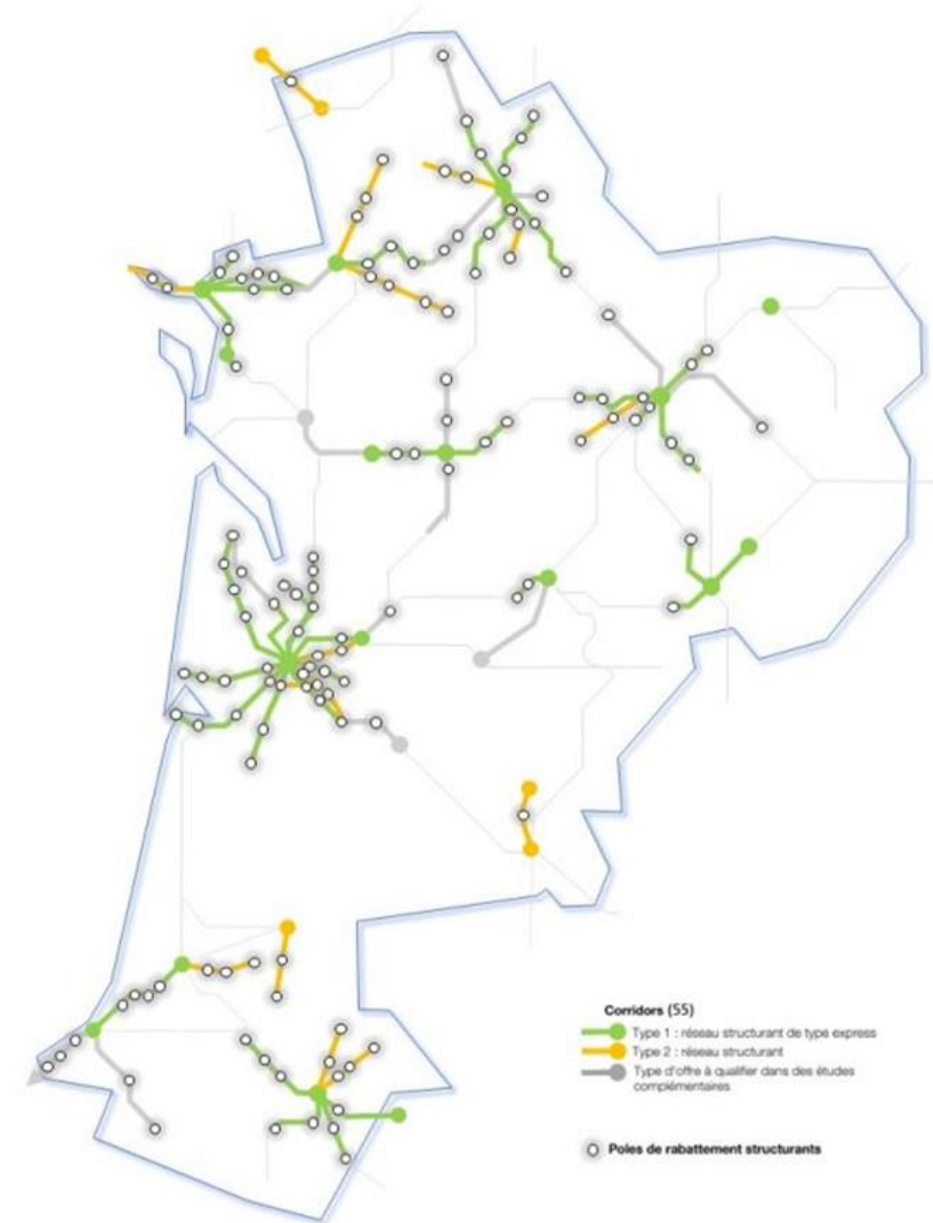 Corridors (55)
Type 1 : réseau structurant de type express
Type 2 : réseau structurant
Type d'offre à qualifier dans des études
complémentaires
Poles de rabattement structurants